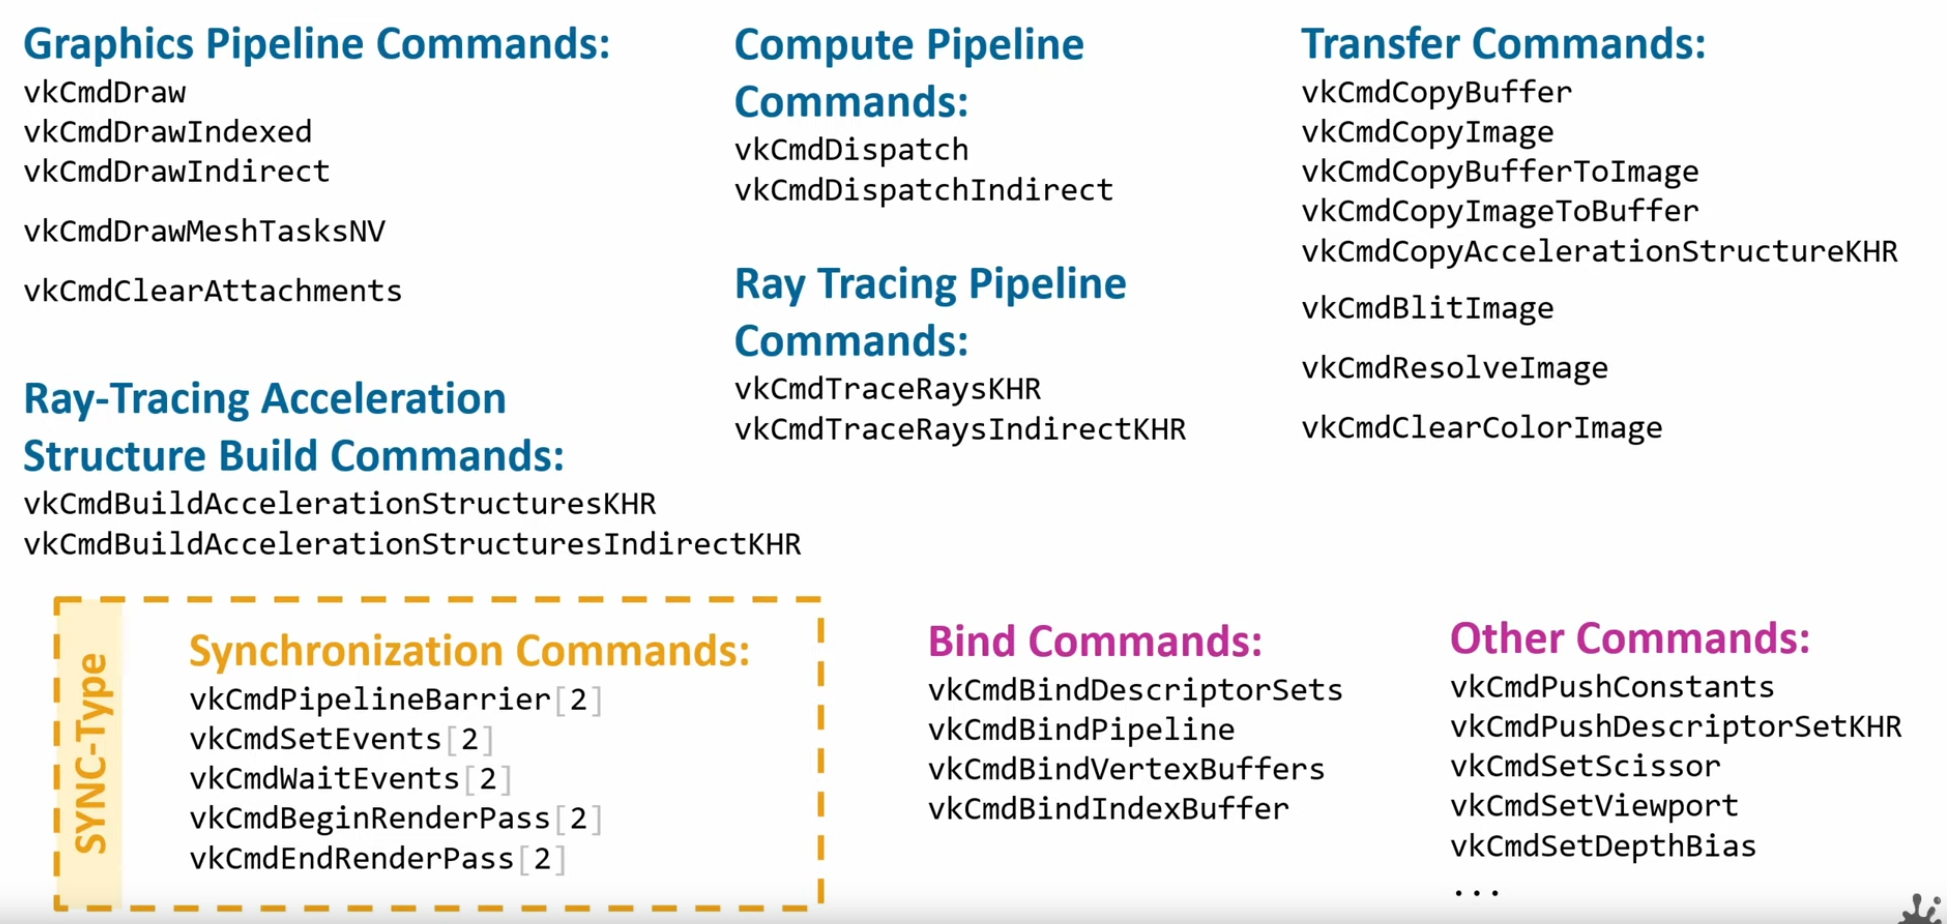 Graphics Pipeline Commands:
vkCmdDraw
vkCmdDrawIndexed
vkCmdDrawIndirect
vkCmdDrawMeshTasksNV
vkCmdClearAttachments
Ray-Tracing Acceleration
Structure Build Commands:
vkCmdBuildAccelerationStructuresKHR
vkCmdBuildAccelerationStructuresIndirectKHR
Compute Pipeline
Commands:
vkCmdDispatch
vkCmdDispatchIndirect
Ray Tracing Pipeline
Commands:
vkCmdTraceRaysKHR
vkCmdTraceRaysIndirectKHR
Transfer Commands:
vkCmdCopyBuffer
vkCmdCopyImage
vkCmdCopyBufferToImage
vkCmdCopyImageToBuffer
vkCmdCopyAccelerationStructureKHR
vkCmdBlitImage
vkCmdResolveImage
vkCmdClearColorImage
SYNC-Type
Synchronization Commands:
vkCmdPipelineBarrier[2]
vkCmdSetEvents[2]
vkCmdWaitEvents[2]
vkCmdBeginRenderPass[2]
vkCmdEndRenderPass[2]
Bind Commands:
vkCmdBindDescriptorSets
vkCmdBindPipeline
vkCmdBindVertexBuffers
vkCmdBindIndexBuffer
Other Commands:
vkCmdPushConstants
vkCmdPushDescriptorSetKHR
vkCmdSetScissor
vkCmdSetViewport
vkCmdSetDepthBias
...